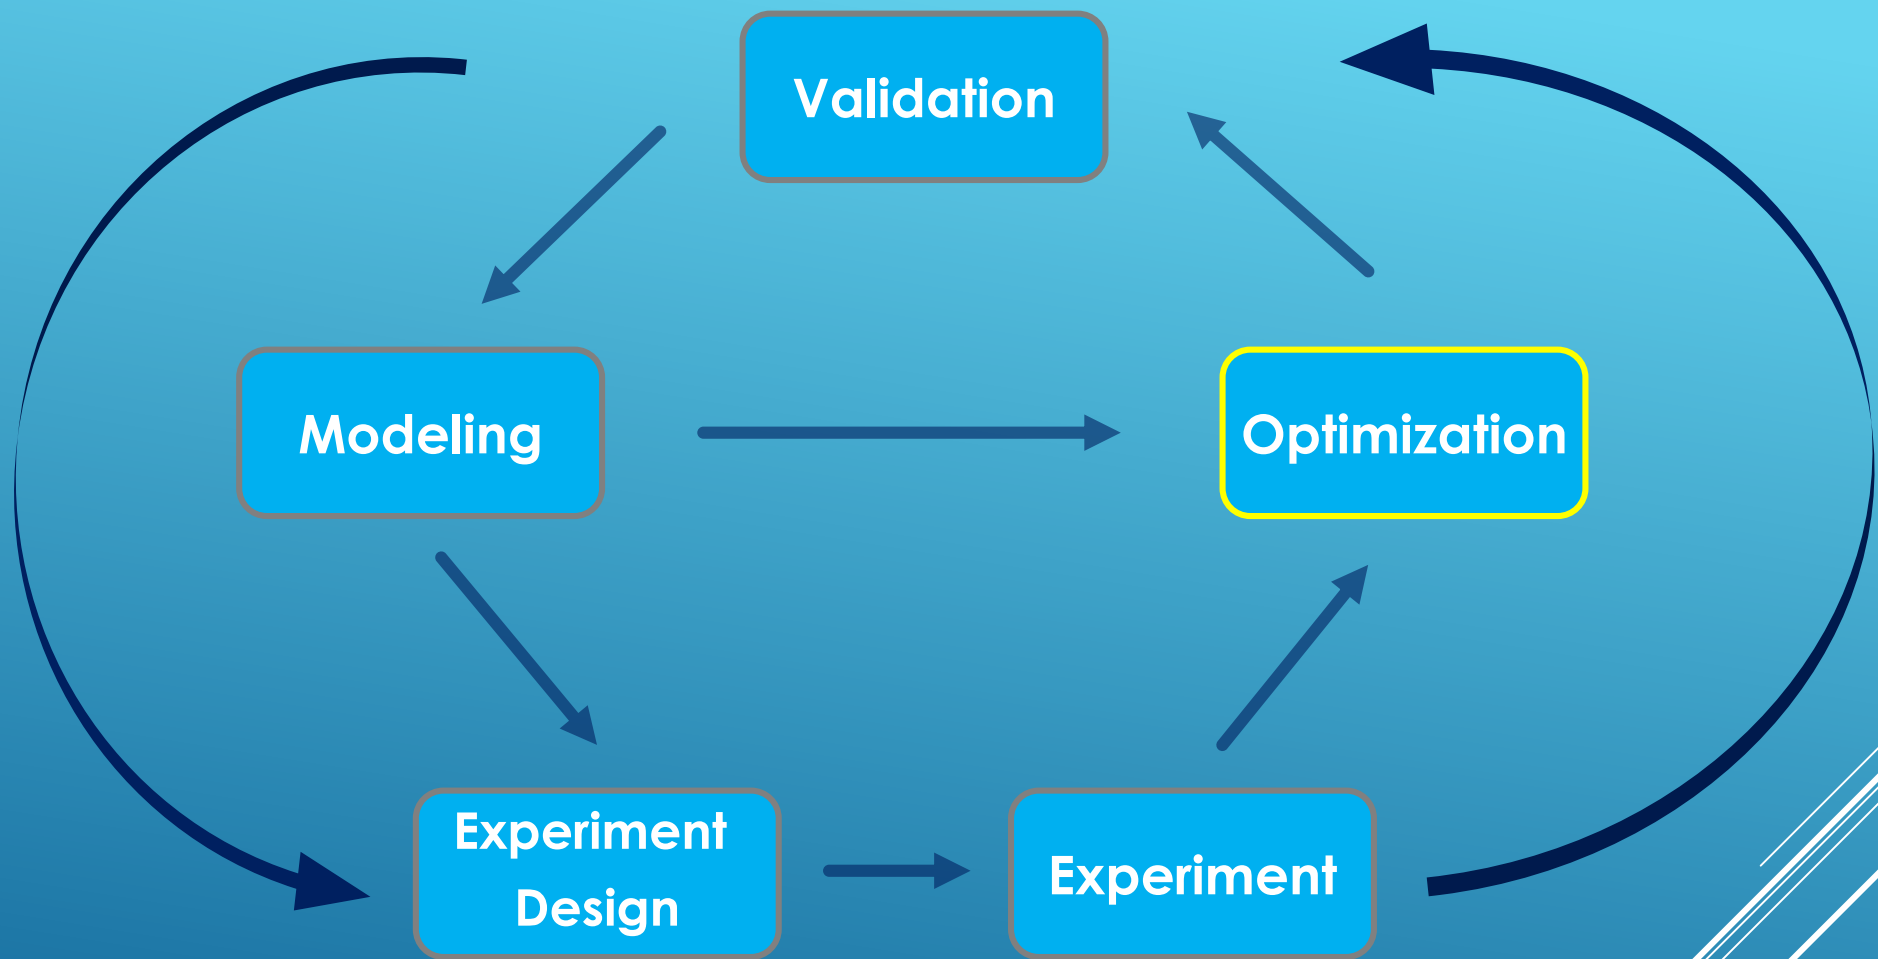 Validation
Modeling
Optimization
Experiment
Design
Experiment